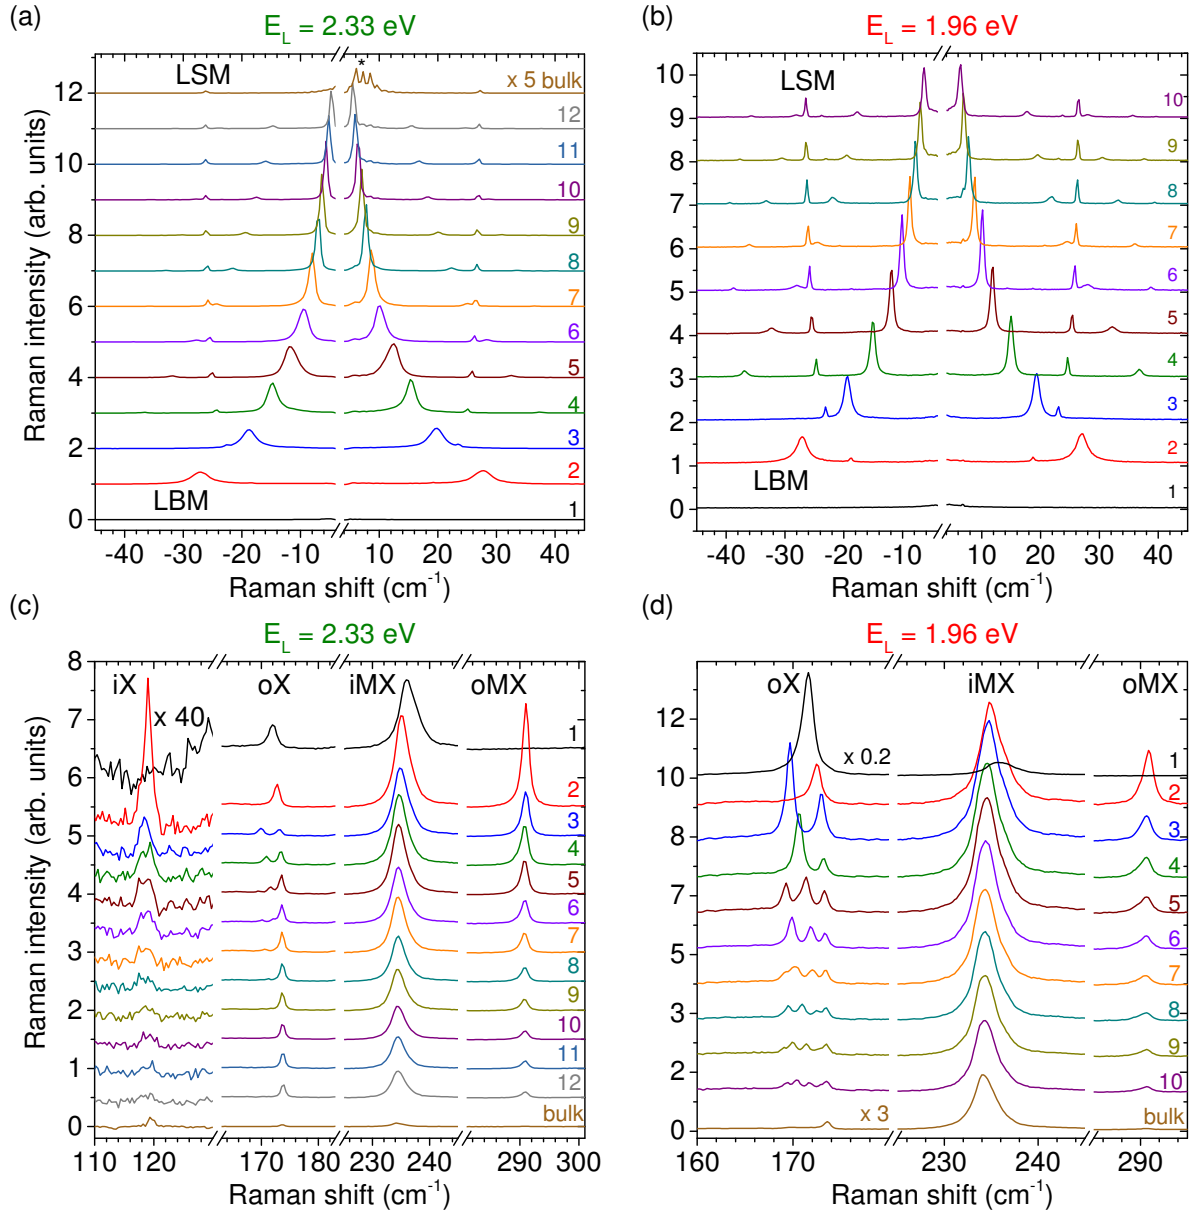 (a)
E_L = 2.33 eV
LSM
*
x 5 bulk
12
11
10
9
8
7
6
5
4
3
2
1
LBM
12
10
8
6
4
2
0
Raman intensity (arb. units)
-40 -30 -20 -10 10 20 30 40
Raman shift (cm⁻¹)
(b)
E_L = 1.96 eV
LSM
10
9
8
7
6
5
4
3
2
1
LBM
10
9
8
7
6
5
4
3
2
1
0
-40 -30 -20 -10 10 20 30 40
Raman shift (cm⁻¹)
(c)
E_L = 2.33 eV
iX oX iMX oMX
x 40
1
2
3
4
5
6
7
8
9
10
11
12
bulk
8
7
6
5
4
3
2
1
0
Raman intensity (arb. units)
110 120 170 180 230 240 290 300
Raman shift (cm⁻¹)
(d)
E_L = 1.96 eV
oX iMX oMX
x 0.2
1
2
3
4
5
6
7
8
9
10
x 3 bulk
12
10
8
7
5
3
2
0
160 170 230 240 290
Raman shift (cm⁻¹)